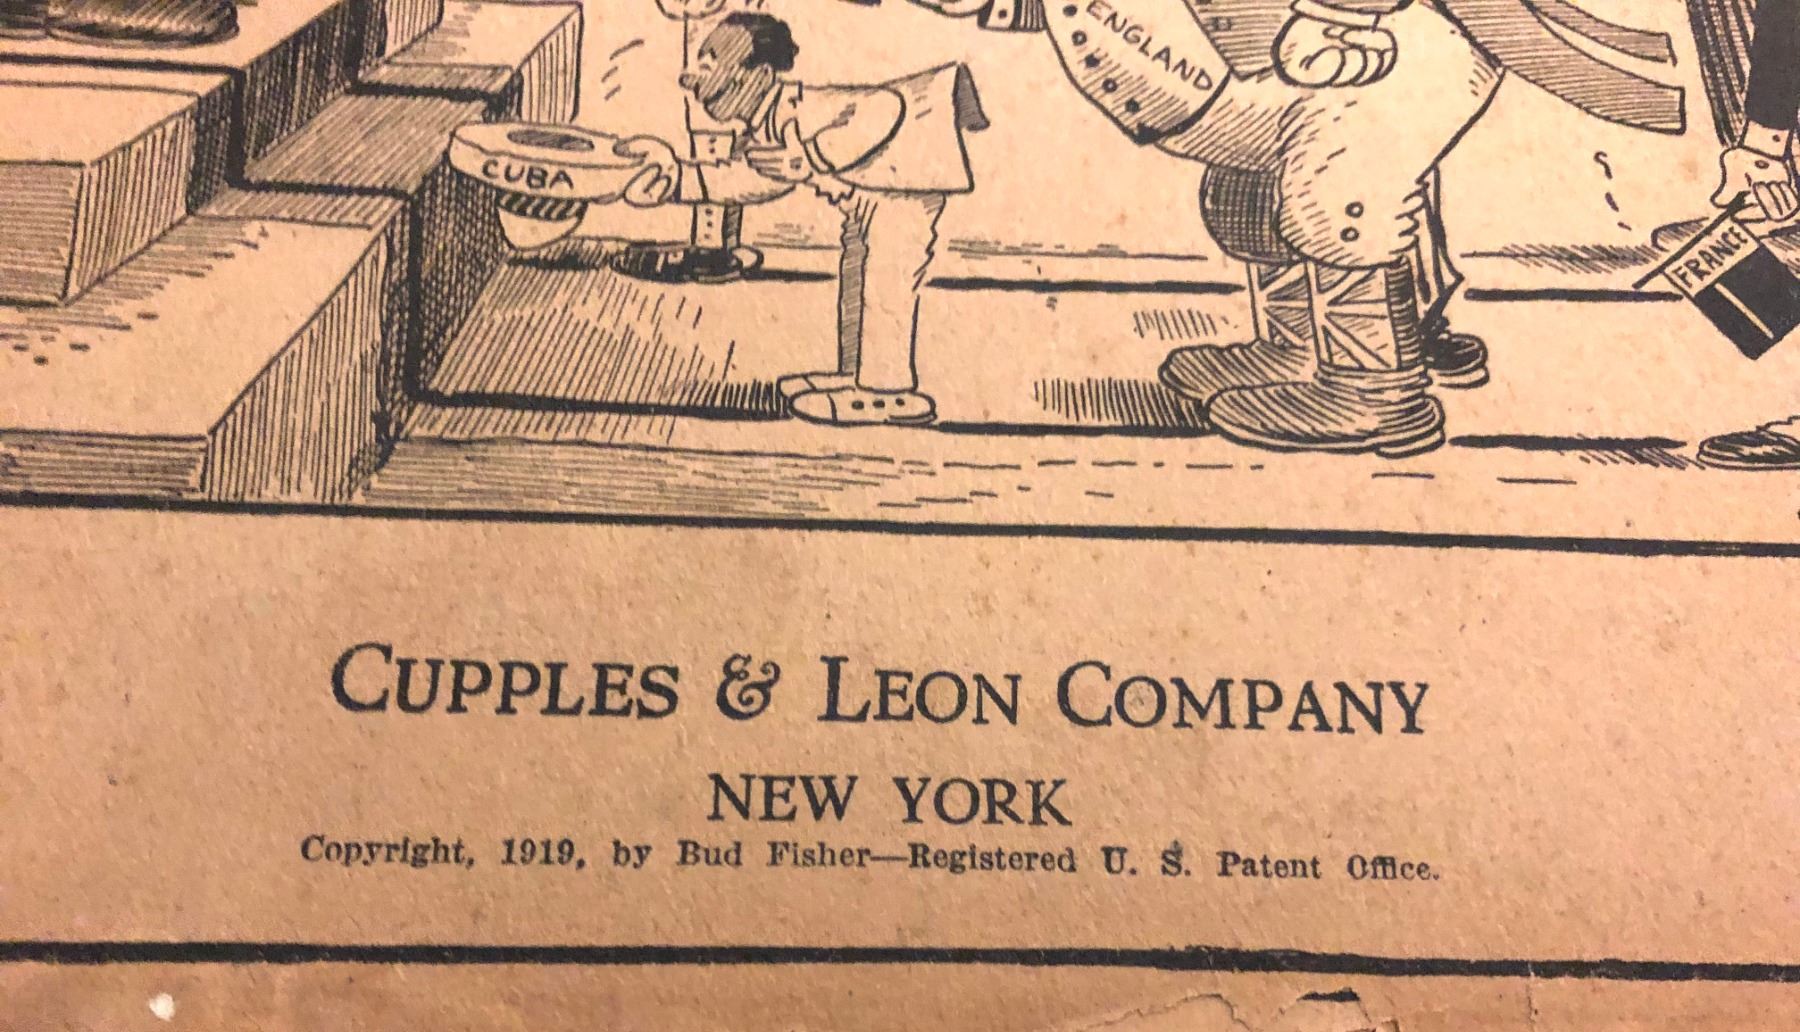 ENGLAND
CUBA
FRANCE
CUPPLES & LEON COMPANY
NEW YORK
Copyright, 1919, by Bud Fisher—Registered U. S. Patent Office.